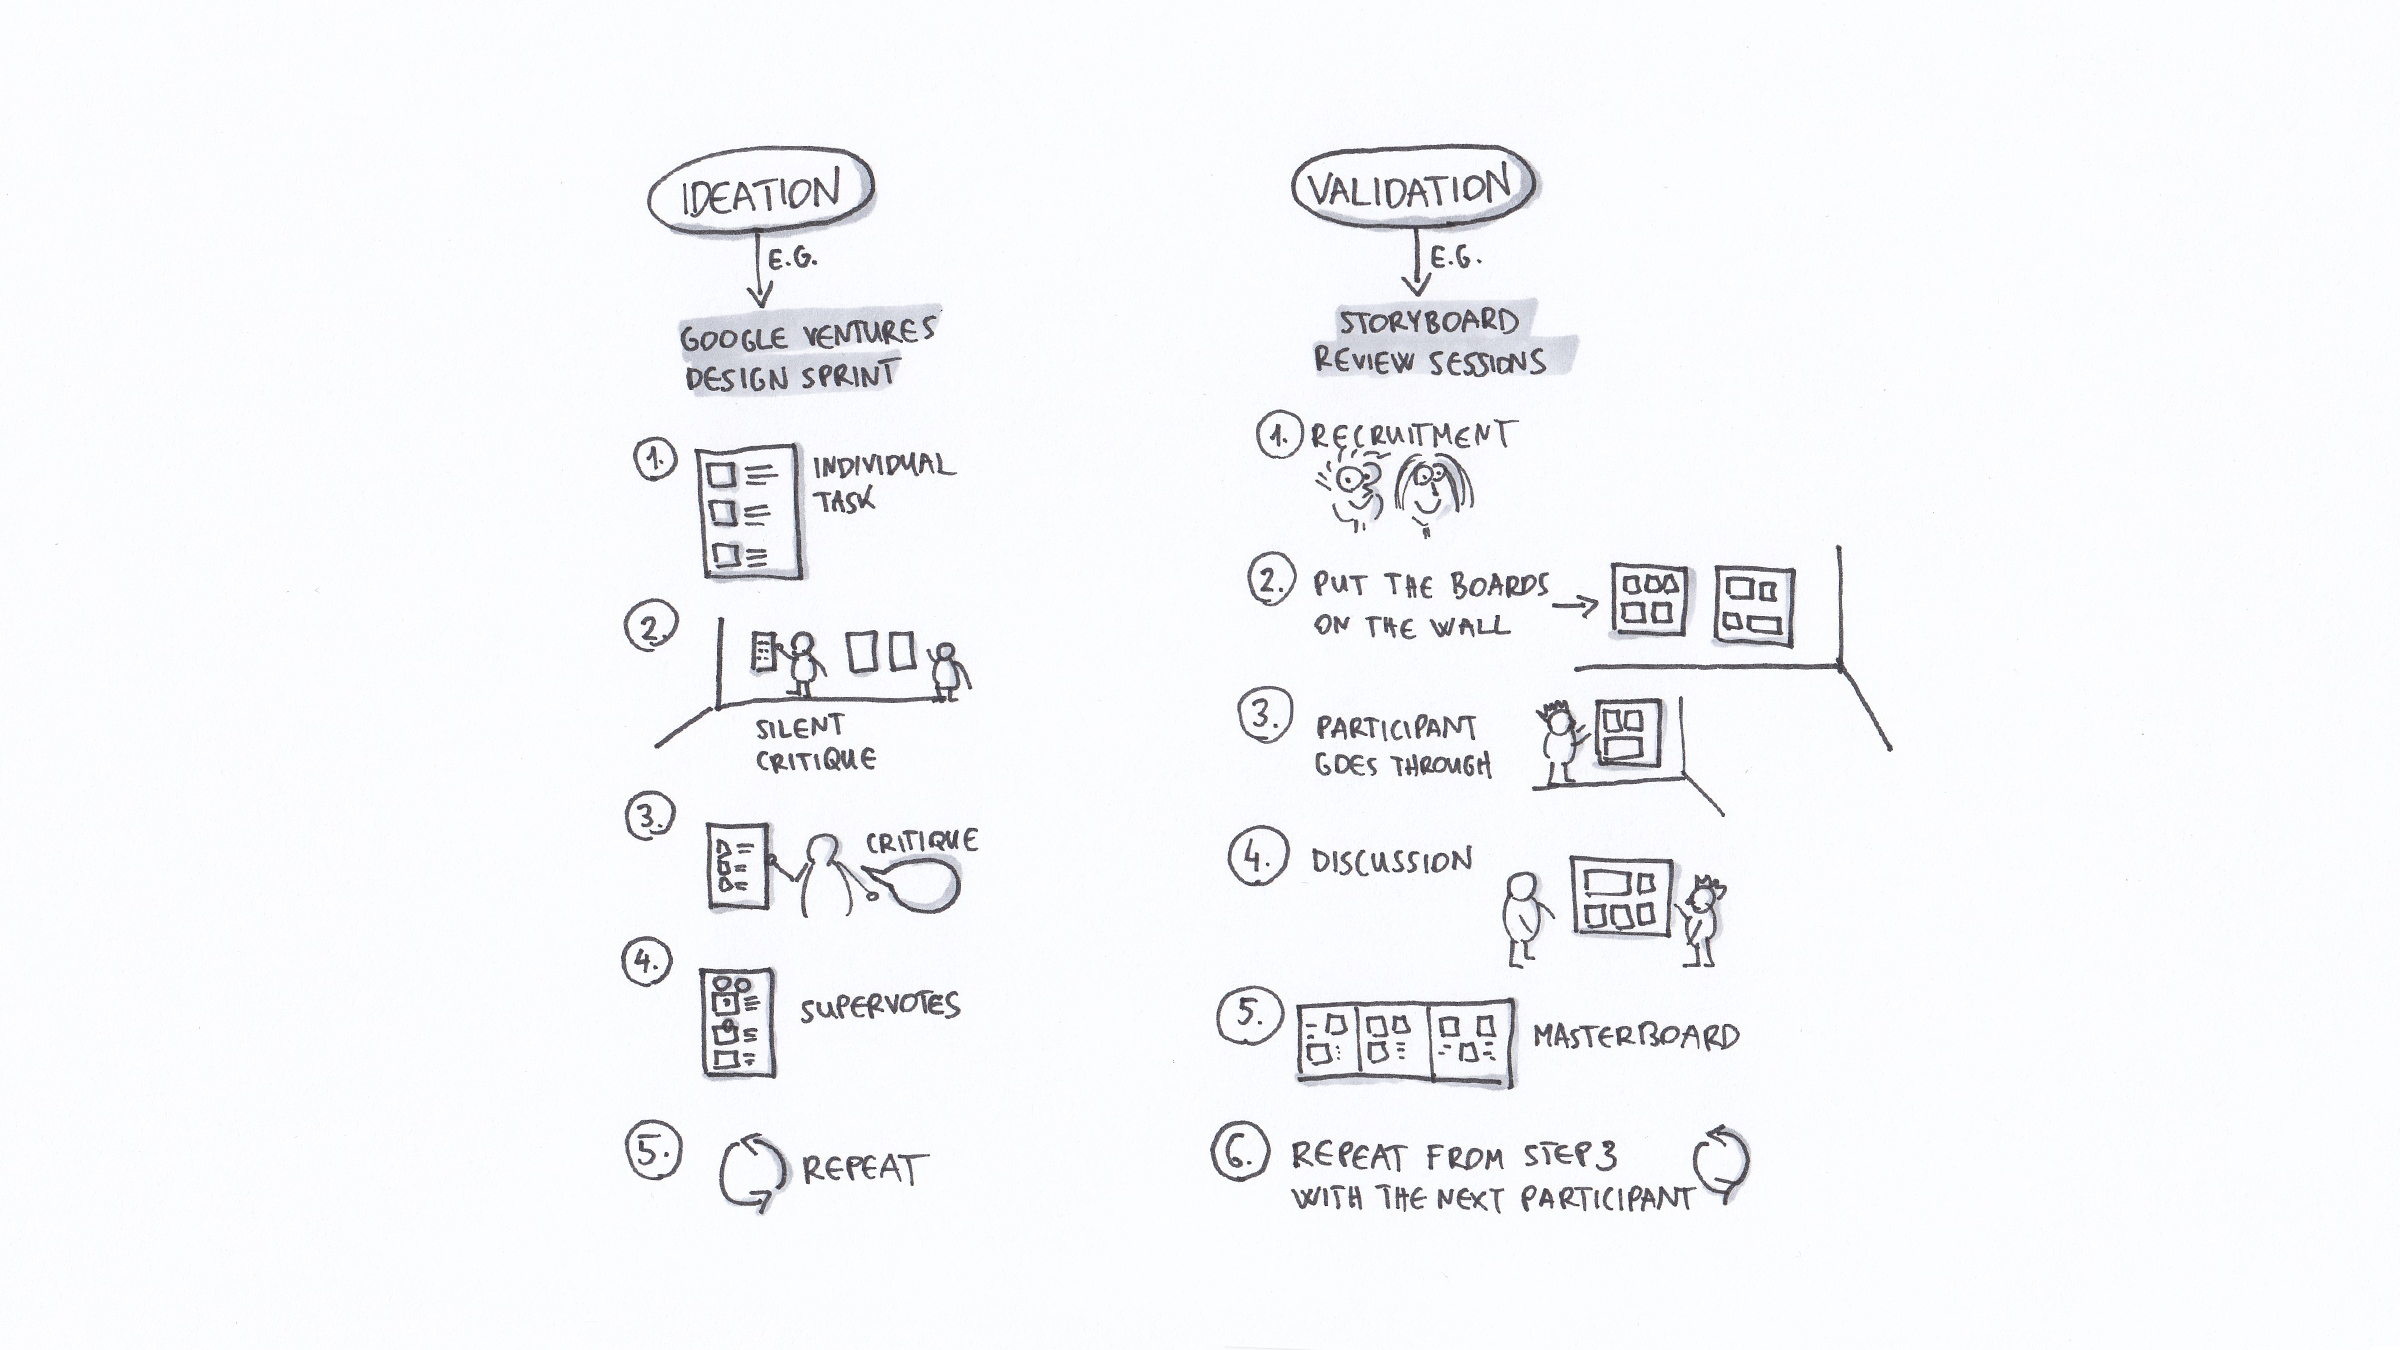 IDEATION
E.G.
GOOGLE VENTURES
DESIGN SPRINT
1.
INDIVIDUAL
TASK
2.
SILENT
CRITIQUE
3.
CRITIQUE
4.
SUPERVOTES
5.
REPEAT
VALIDATION
E.G.
STORYBOARD
REVIEW SESSIONS
1. RECRUITMENT
2. PUT THE BOARDS
ON THE WALL
3. PARTICIPANT
GOES THROUGH
4. DISCUSSION
5.
MASTERBOARD
6. REPEAT FROM STEP 3
WITH THE NEXT PARTICIPANT